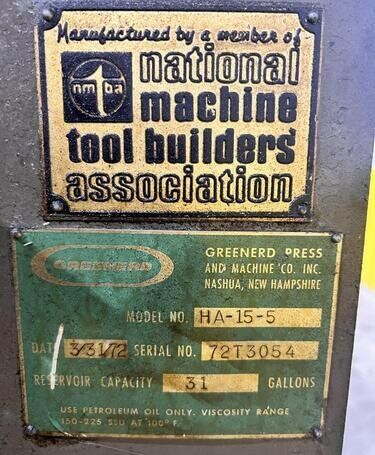 Manufactured by a member of
nmtba
national
machine
tool builders'
association
GREENERD
GREENERD PRESS
AND MACHINE CO. INC.
NASHUA, NEW HAMPSHIRE
MODEL NO. HA-15-5
DATE 3/31/72 SERIAL NO. 72T3054
RESERVOIR CAPACITY 31 GALLONS
USE PETROLEUM OIL ONLY. VISCOSITY RANGE
150-225 SSU AT 100° F.